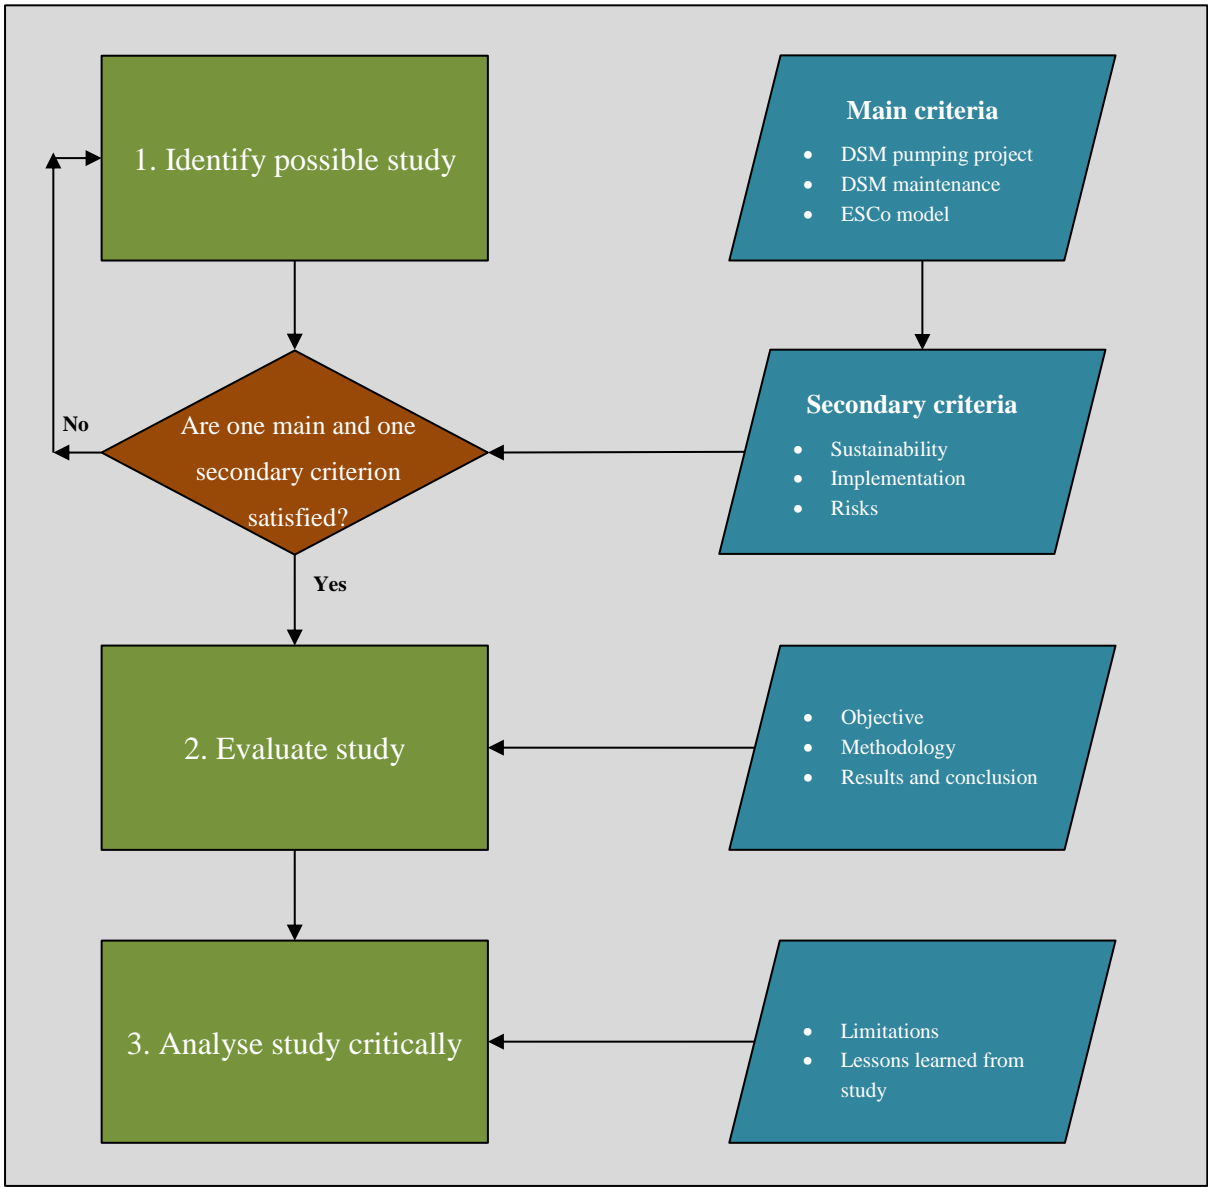 1. Identify possible study
Main criteria
• DSM pumping project
• DSM maintenance
• ESCo model
No
Are one main and one
secondary criterion
satisfied?
Secondary criteria
• Sustainability
• Implementation
• Risks
Yes
2. Evaluate study
• Objective
• Methodology
• Results and conclusion
3. Analyse study critically
• Limitations
• Lessons learned from
study